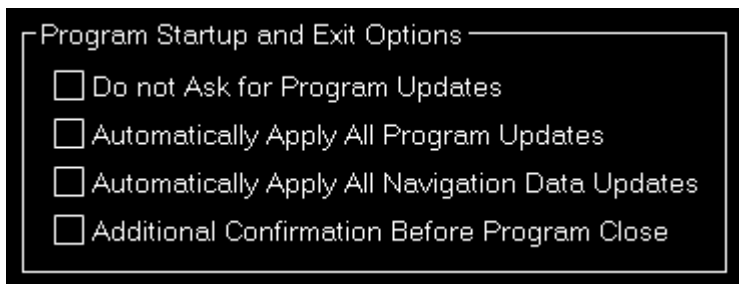 Program Startup and Exit Options
Do not Ask for Program Updates
Automatically Apply All Program Updates
Automatically Apply All Navigation Data Updates
Additional Confirmation Before Program Close